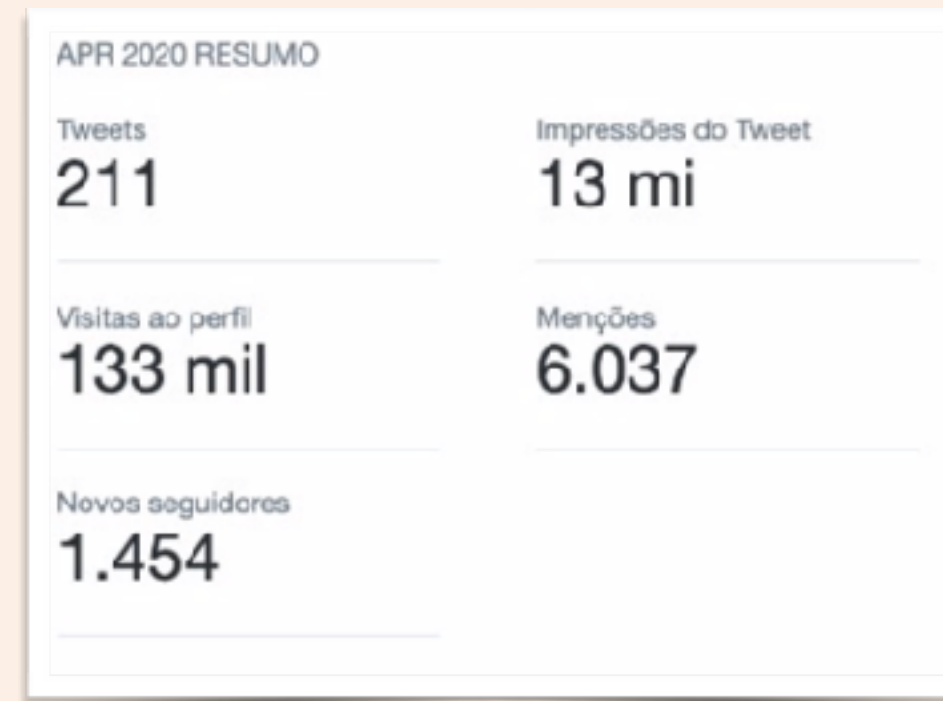 APR 2020 RESUMO
Tweets
211
Impressões do Tweet
13 mi
Visitas ao perfil
133 mil
Menções
6.037
Novos seguidores
1.454